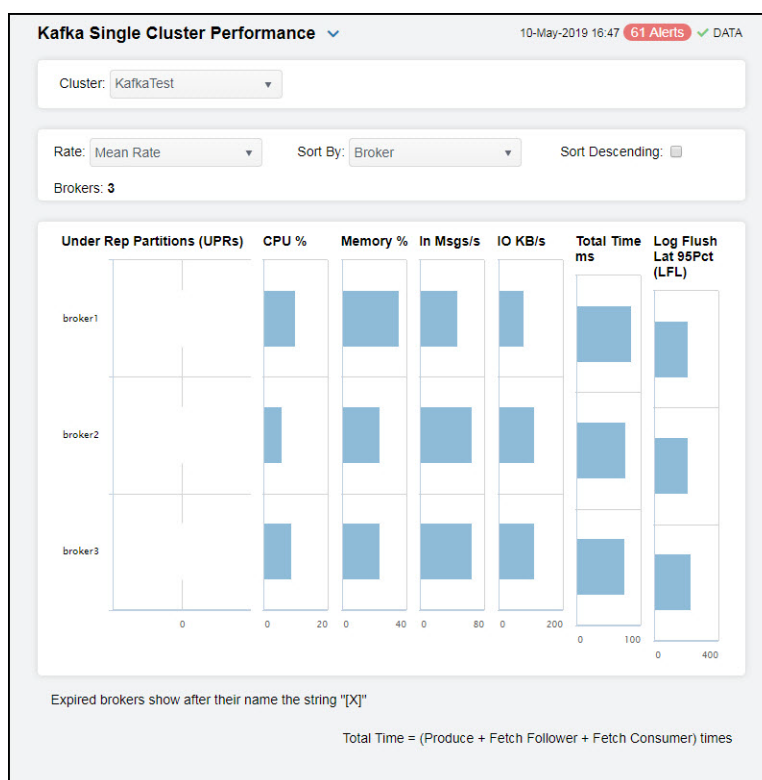 Kafka Single Cluster Performance
10-May-2019 16:47 61 Alerts DATA
Cluster: KafkaTest
Rate: Mean Rate Sort By: Broker Sort Descending:
Brokers: 3
Under Rep Partitions (UPRs) CPU % Memory % In Msgs/s IO KB/s Total Time Log Flush
ms Lat 95Pct
(LFL)
broker1
broker2
broker3
0 0 20 0 40 0 80 0 200
0 100
0 400
Expired brokers show after their name the string "[X]"
Total Time = (Produce + Fetch Follower + Fetch Consumer) times